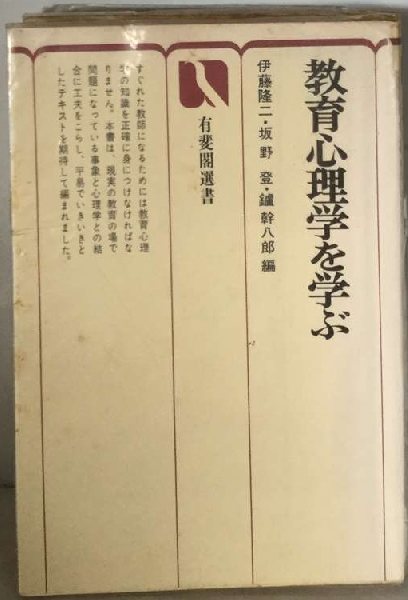 教育心理学を学ぶ
伊藤隆二・坂野 登・鑪 幹八郎 編
有斐閣選書
すぐれた教師になるためには教育心理
学の知識を正確に身につけなければな
りません。本書は、現実の教育の場で
問題になっている事象と心理学との結
合に工夫をこらし、平易でいきいきと
したテキストを期待して編まれました。